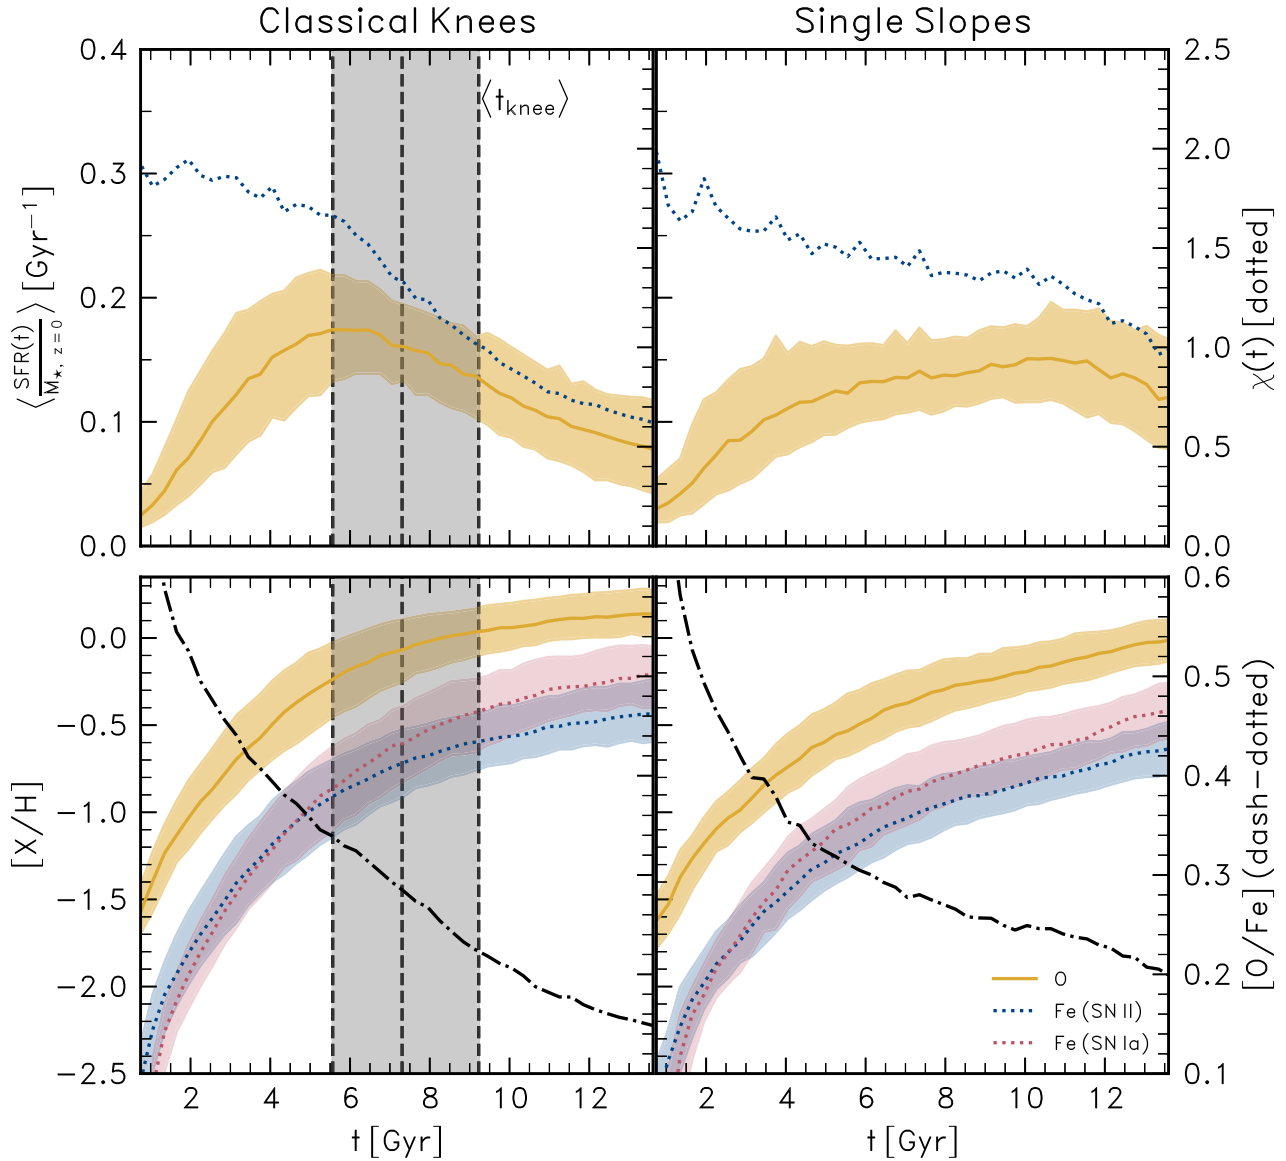 Classical Knees
Single Slopes
0.4
0.3
0.2
0.1
0.0
⟨SFR(t)/M⋆, z=0⟩ [Gyr⁻¹]
⟨t_knee⟩
2.5
2.0
1.5
1.0
0.5
0.0
χ(t) [dotted]
0.0
−0.5
−1.0
−1.5
−2.0
−2.5
[X/H]
0.6
0.5
0.4
0.3
0.2
0.1
[O/Fe] (dash−dotted)
O
Fe (SN II)
Fe (SN Ia)
2 4 6 8 10 12
2 4 6 8 10 12
t [Gyr]
t [Gyr]